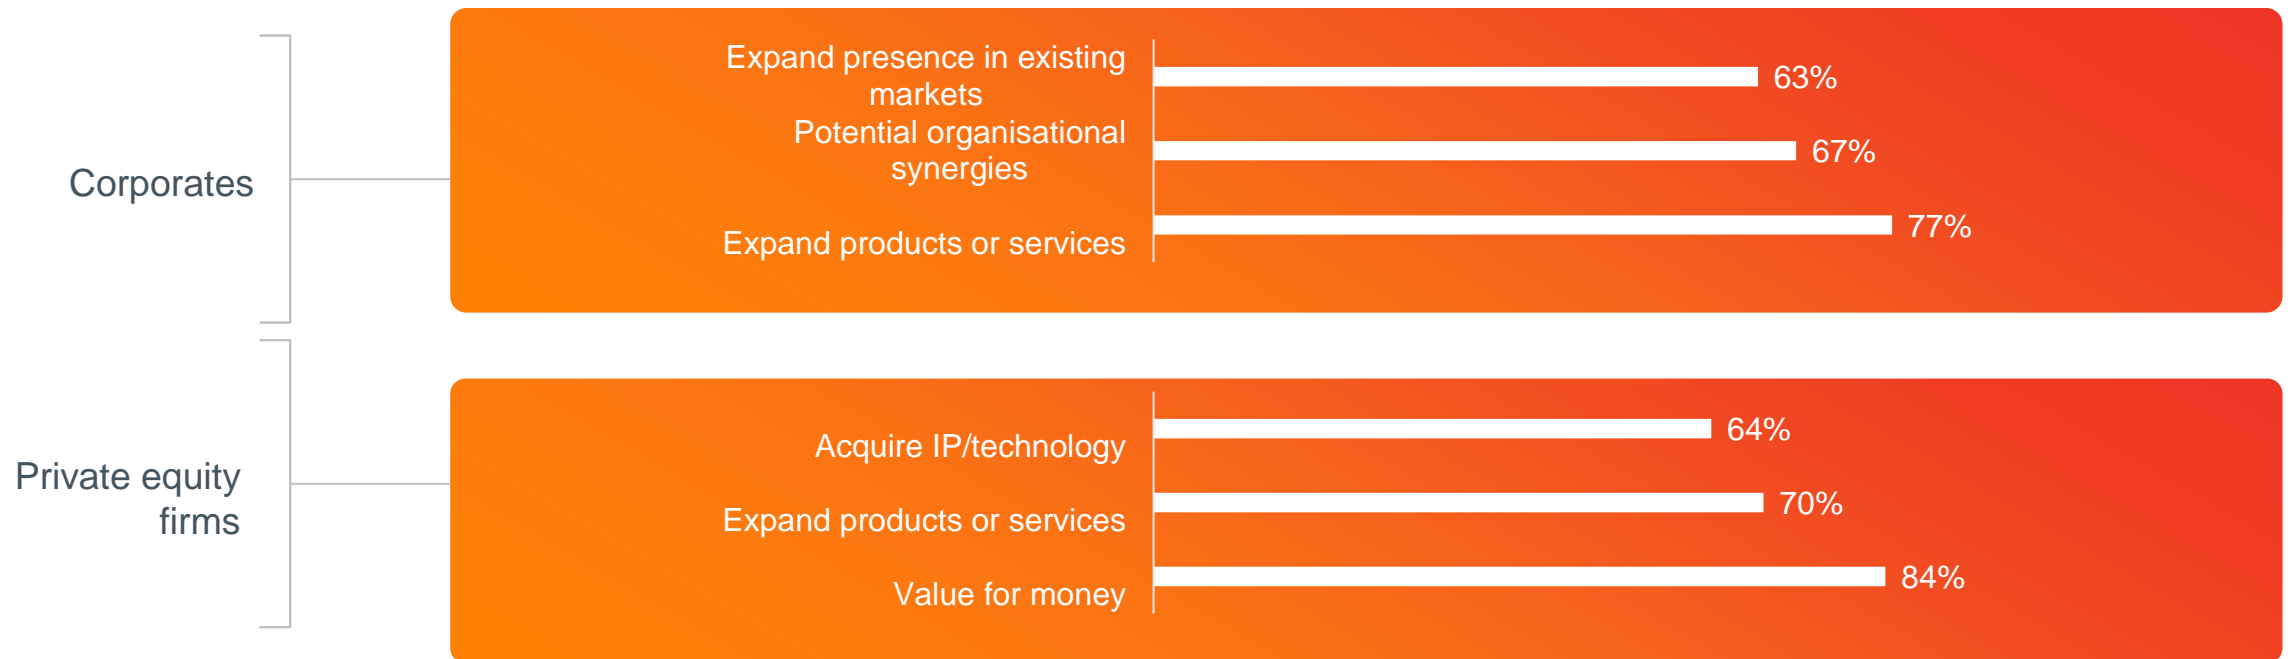 Corporates
Expand presence in existing
markets
63%
Potential organisational
synergies
67%
Expand products or services
77%
Private equity
firms
Acquire IP/technology
64%
Expand products or services
70%
Value for money
84%